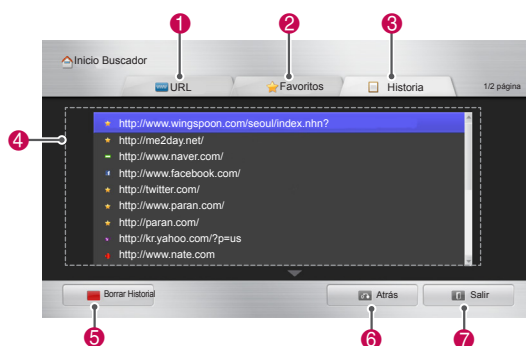 1 2 3
Inicio Buscador
URL Favoritos Historia 1/2 página
4
http://www.wingspoon.com/seoul/index.nhn?
http://me2day.net/
http://www.naver.com/
http://www.facebook.com/
http://twitter.com/
http://www.paran.com/
http://paran.com/
http://kr.yahoo.com/?p=us
http://www.nate.com
Borrar Historial Atrás Salir
5 6 7